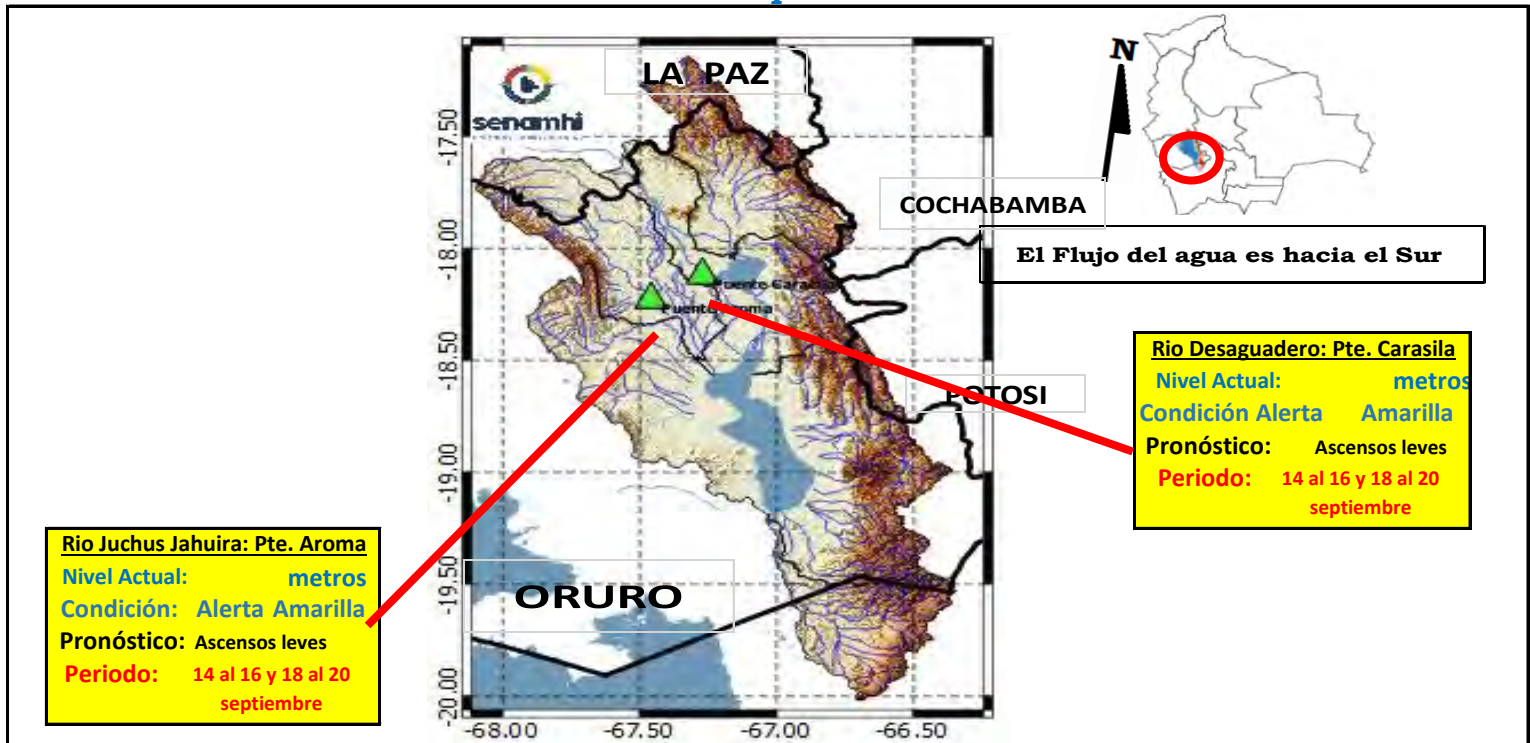 LA PAZ
senamhi
N
COCHABAMBA
El Flujo del agua es hacia el Sur
POTOSI
ORURO
Rio Desaguadero: Pte. Carasila
Nivel Actual: metros
Condición Alerta Amarilla
Pronóstico: Ascensos leves
Periodo: 14 al 16 y 18 al 20
septiembre
Rio Juchus Jahuira: Pte. Aroma
Nivel Actual: metros
Condición: Alerta Amarilla
Pronóstico: Ascensos leves
Periodo: 14 al 16 y 18 al 20
septiembre
Puente
-17.50
-18.00
-18.50
-19.00
-19.50
-20.00
-68.00 -67.50 -67.00 -66.50